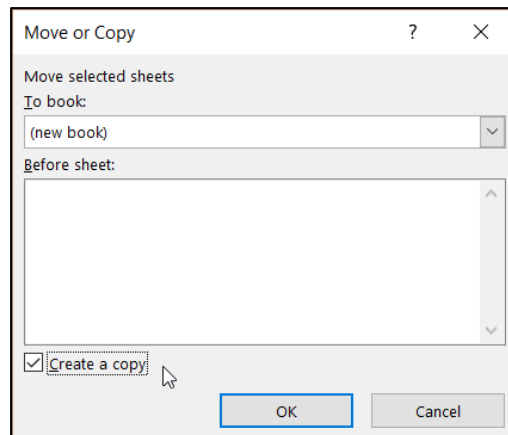 Move or Copy ?
Move selected sheets
To book:
(new book)
Before sheet:
Create a copy
OK Cancel